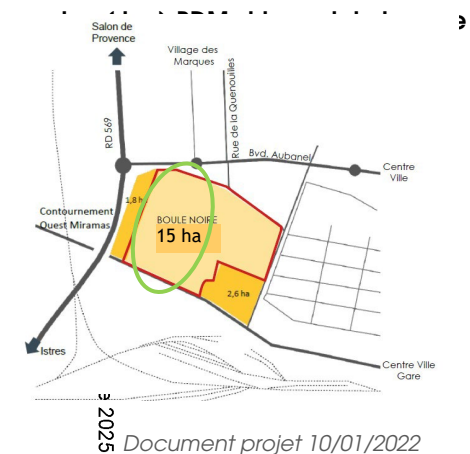 Salon de
Provence
Village des
Marques
RD 569
Rue de la Quenouilles
Bvd. Aubanel
Centre
Ville
1,8 ha
Contournement
Ouest Miramas
BOULE NOIRE
15 ha
2,6 ha
Istres
Centre Ville
Gare
2025
Document projet 10/01/2022